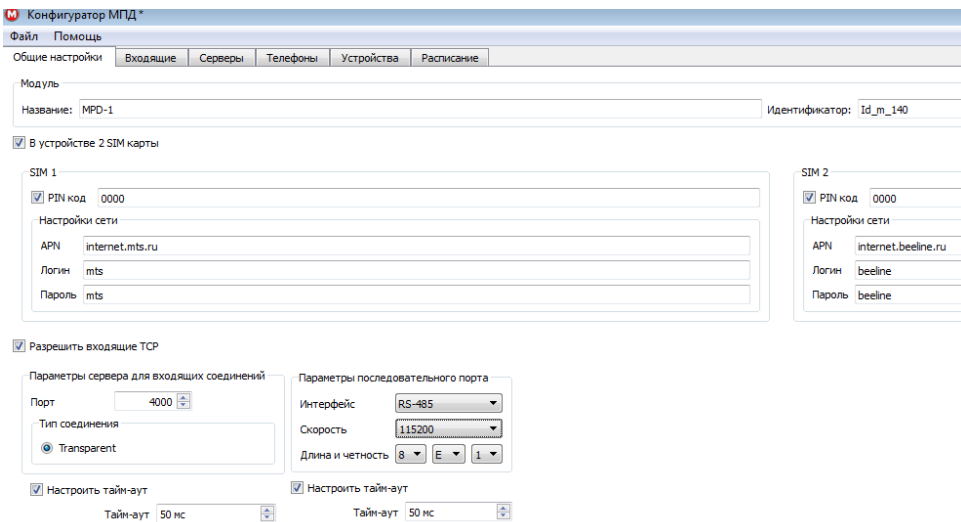 Конфигуратор МПД *
Файл Помощь
Общие настройки Входящие Серверы Телефоны Устройства Расписание
Модуль
Название: MPD-1 Идентификатор: Id_m_140
В устройстве 2 SIM карты
SIM 1 SIM 2
PIN код 0000 PIN код 0000
Настройки сети Настройки сети
APN internet.mts.ru APN internet.beeline.ru
Логин mts Логин beeline
Пароль mts Пароль beeline
Разрешить входящие TCP
Параметры сервера для входящих соединений Параметры последовательного порта
Порт 4000 Интерфейс RS-485
Тип соединения Скорость 115200
Transparent Длина и четность 8 E 1
Настроить тайм-аут Настроить тайм-аут
Тайм-аут 50 мс Тайм-аут 50 мс